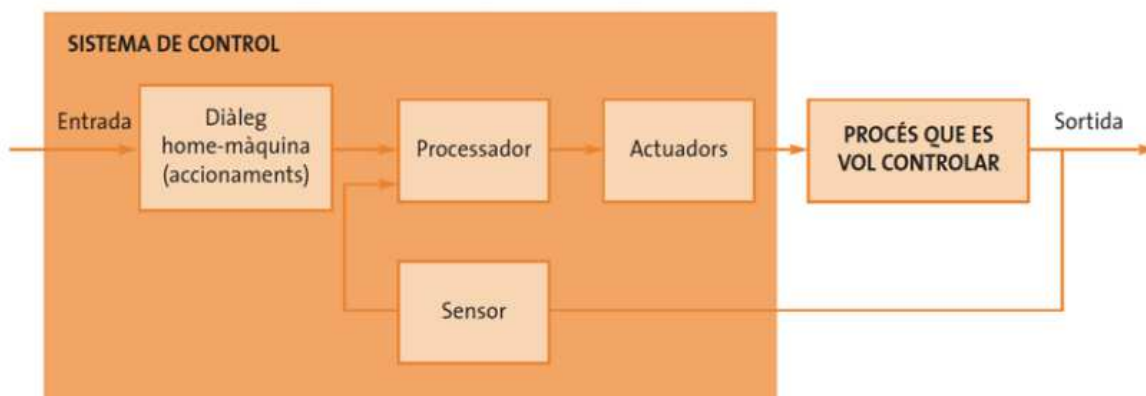 SISTEMA DE CONTROL
Entrada
Diàleg
home-màquina
(accionaments)
Processador
Actuadors
PROCÉS QUE ES
VOL CONTROLAR
Sortida
Sensor